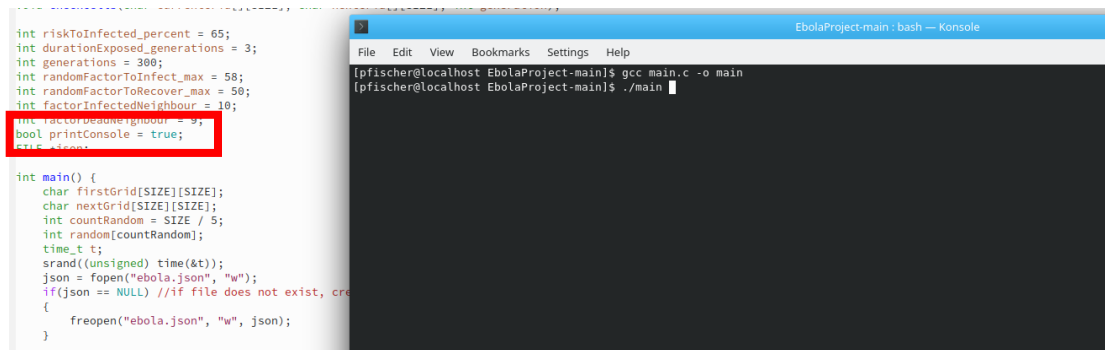 int riskToInfected_percent = 65;
int durationExposed_generations = 3;
int generations = 300;
int randomFactorToInfect_max = 58;
int randomFactorToRecover_max = 50;
int factorInfectedNeighbour = 10;
int factorDeadNeighbour = 9;
bool printConsole = true;
FILE *json;
int main() {
char firstGrid[SIZE][SIZE];
char nextGrid[SIZE][SIZE];
int countRandom = SIZE / 5;
int random[countRandom];
time_t t;
srand((unsigned) time(&t));
json = fopen("ebola.json", "w");
if(json == NULL) //if file does not exist, cre
{
freopen("ebola.json", "w", json);
}
EbolaProject-main : bash — Konsole
File Edit View Bookmarks Settings Help
[pfischer@localhost EbolaProject-main]$ gcc main.c -o main
[pfischer@localhost EbolaProject-main]$ ./main